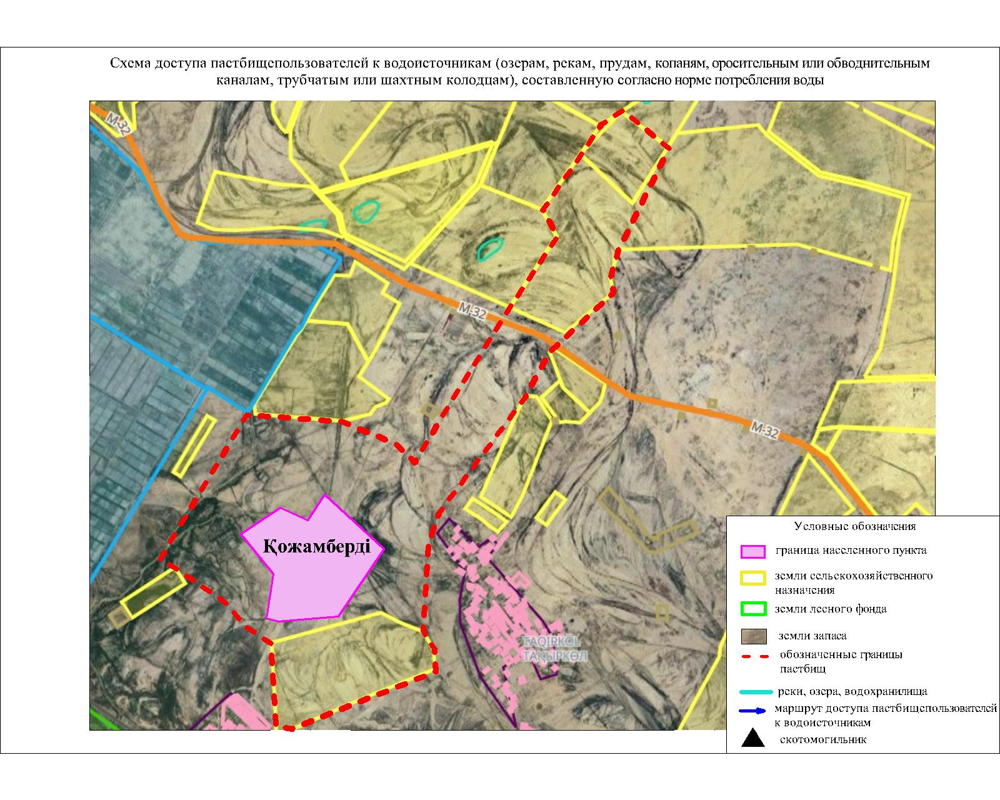 Схема доступа пастбищепользователей к водоисточникам (озерам, рекам, прудам, копаням, оросительным или обводнительным
каналам, трубчатым или шахтным колодцам), составленную согласно норме потребления воды
М-32
М-32
М-32
Қожамберді
TAQIRKÓL
ТАҚЫРКӨЛ
Условные обозначения
граница населенного пункта
земли сельскохозяйственного
назначения
земли лесного фонда
земли запаса
обозначенные границы
пастбищ
реки, озера, водохранилища
маршрут доступа пастбищепользователей
к водоисточникам
скотомогильник